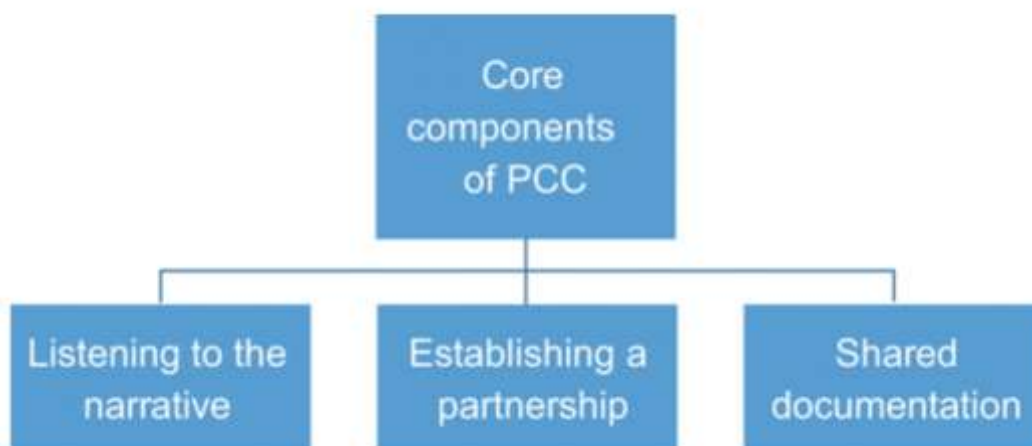 Core
components
of PCC
Listening to the
narrative
Establishing a
partnership
Shared
documentation